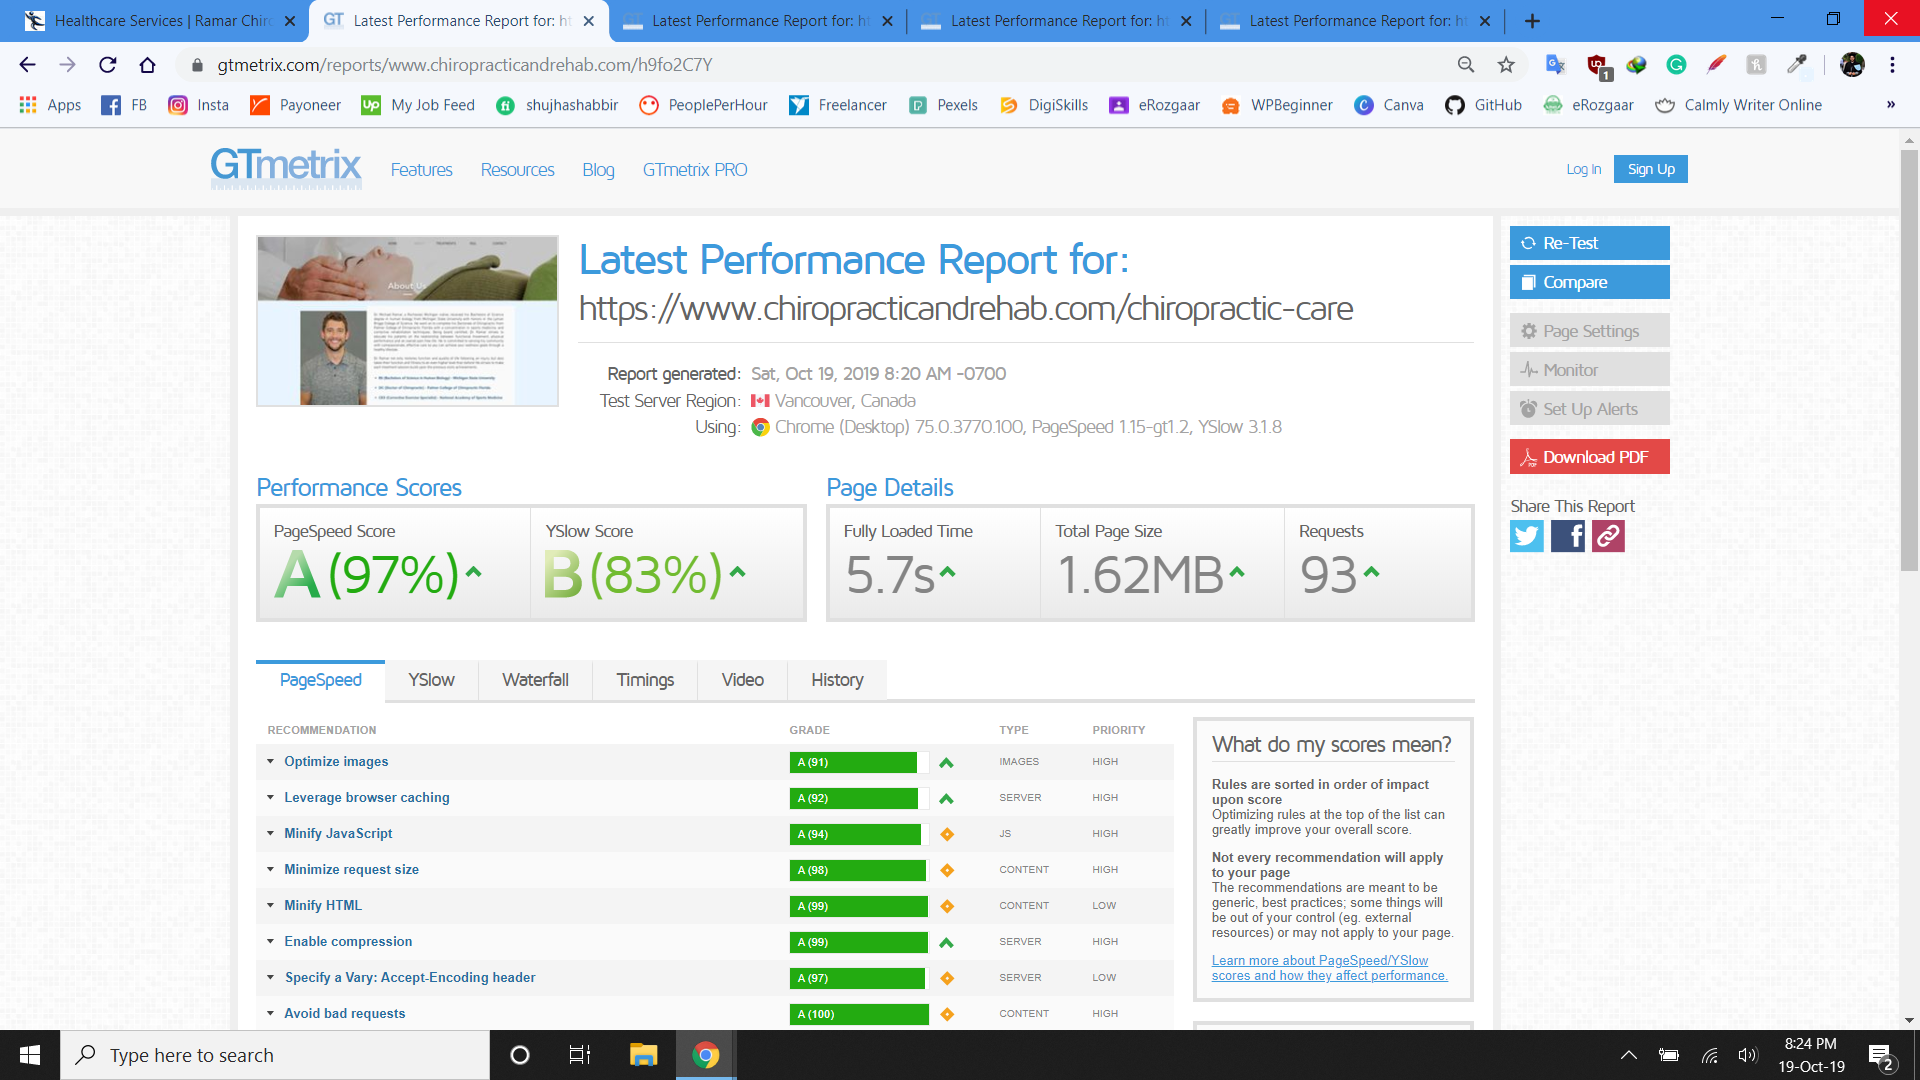 Healthcare Services | Ramar Chir
Latest Performance Report for: ht
Latest Performance Report for: ht
Latest Performance Report for: ht
Latest Performance Report for: ht
gtmetrix.com/reports/www.chiropracticandrehab.com/h9fo2C7Y
1
Apps
FB
Insta
Payoneer
My Job Feed
shujhashabbir
PeoplePerHour
Freelancer
Pexels
DigiSkills
eRozgaar
WPBeginner
Canva
GitHub
eRozgaar
Calmly Writer Online
»
GTmetrix
Features
Resources
Blog
GTmetrix PRO
Log In
Sign Up
About Us
Latest Performance Report for:
https://www.chiropracticandrehab.com/chiropractic-care
Report generated: Sat, Oct 19, 2019 8:20 AM -0700
Test Server Region: Vancouver, Canada
Using: Chrome (Desktop) 75.0.3770.100, PageSpeed 1.15-gt1.2, YSlow 3.1.8
Re-Test
Compare
Page Settings
Monitor
Set Up Alerts
Download PDF
Share This Report
Performance Scores
PageSpeed Score
A (97%)
YSlow Score
B (83%)
Page Details
Fully Loaded Time
5.7s
Total Page Size
1.62MB
Requests
93
PageSpeed
YSlow
Waterfall
Timings
Video
History
RECOMMENDATION GRADE TYPE PRIORITY
Optimize images A (91) IMAGES HIGH
Leverage browser caching A (92) SERVER HIGH
Minify JavaScript A (94) JS HIGH
Minimize request size A (98) CONTENT HIGH
Minify HTML A (99) CONTENT LOW
Enable compression A (99) SERVER HIGH
Specify a Vary: Accept-Encoding header A (97) SERVER LOW
Avoid bad requests A (100) CONTENT HIGH
What do my scores mean?
Rules are sorted in order of impact
upon score
Optimizing rules at the top of the list can
greatly improve your overall score.
Not every recommendation will apply
to your page
The recommendations are meant to be
generic, best practices; some things will
be out of your control (eg. external
resources) or may not apply to your page.
Learn more about PageSpeed/YSlow
scores and how they affect performance.
Type here to search
8:24 PM
19-Oct-19
2